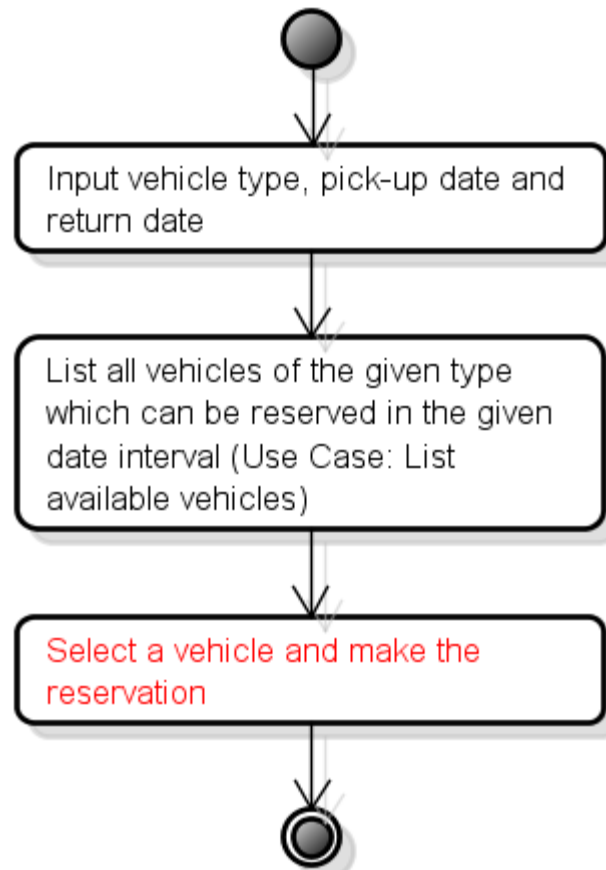 Input vehicle type, pick-up date and
return date
List all vehicles of the given type
which can be reserved in the given
date interval (Use Case: List
available vehicles)
Select a vehicle and make the
reservation